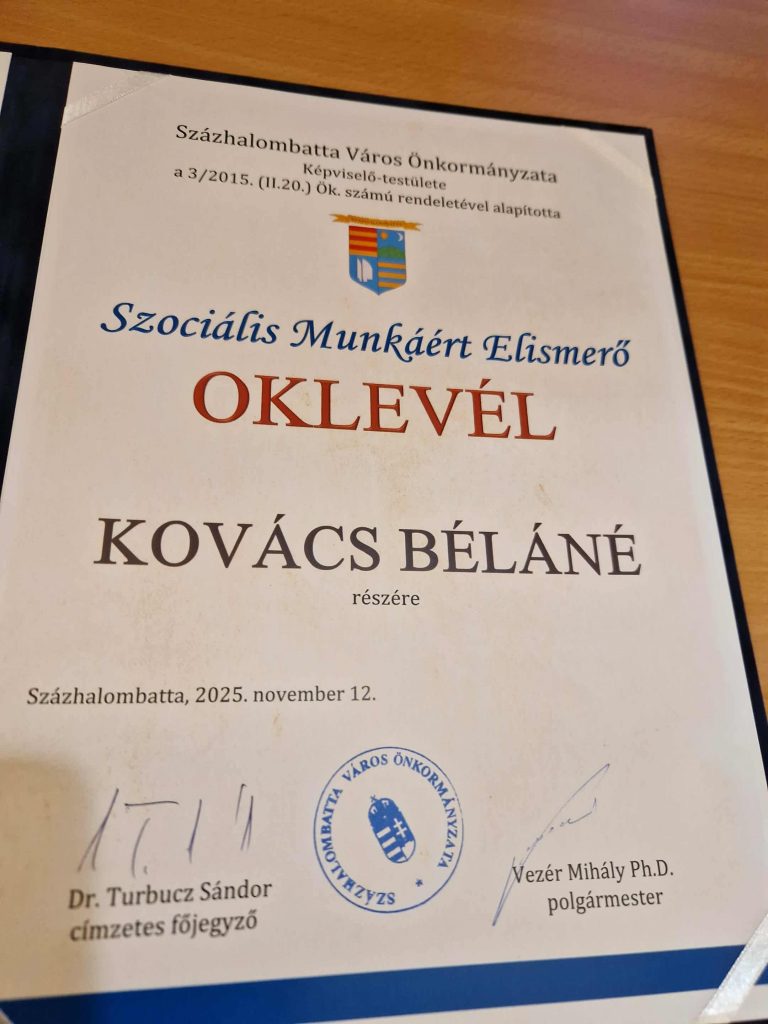 Százhalombatta Város Önkormányzata
Képviselő-testülete
a 3/2015. (II.20.) Ök. számú rendeletével alapította
Szociális Munkáért Elismerő
OKLEVÉL
KOVÁCS BÉLÁNÉ
részére
Százhalombatta, 2025. november 12.
SZÁZHALOMBATTA VÁROS ÖNKORMÁNYZATA
Dr. Turbucz Sándor
címzetes főjegyző
Vezér Mihály Ph.D.
polgármester